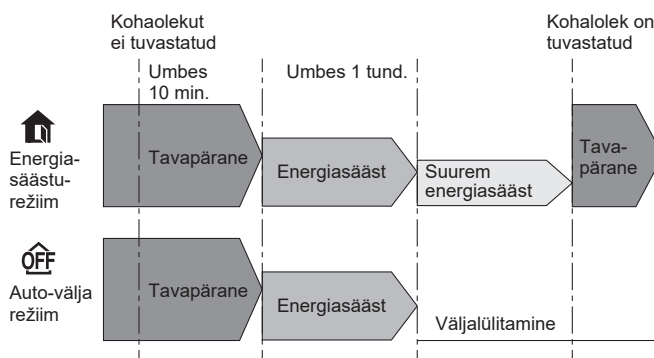 Kohaolekut
ei tuvastatud
Kohalolek on
tuvastatud
Umbes
10 min.
Umbes 1 tund.
Energia-
säästu-
režiim
Tavapärane
Energiasääst
Suurem
energiasääst
Tava-
pärane
OFF
Auto-välja
režiim
Tavapärane
Energiasääst
Väljalülitamine